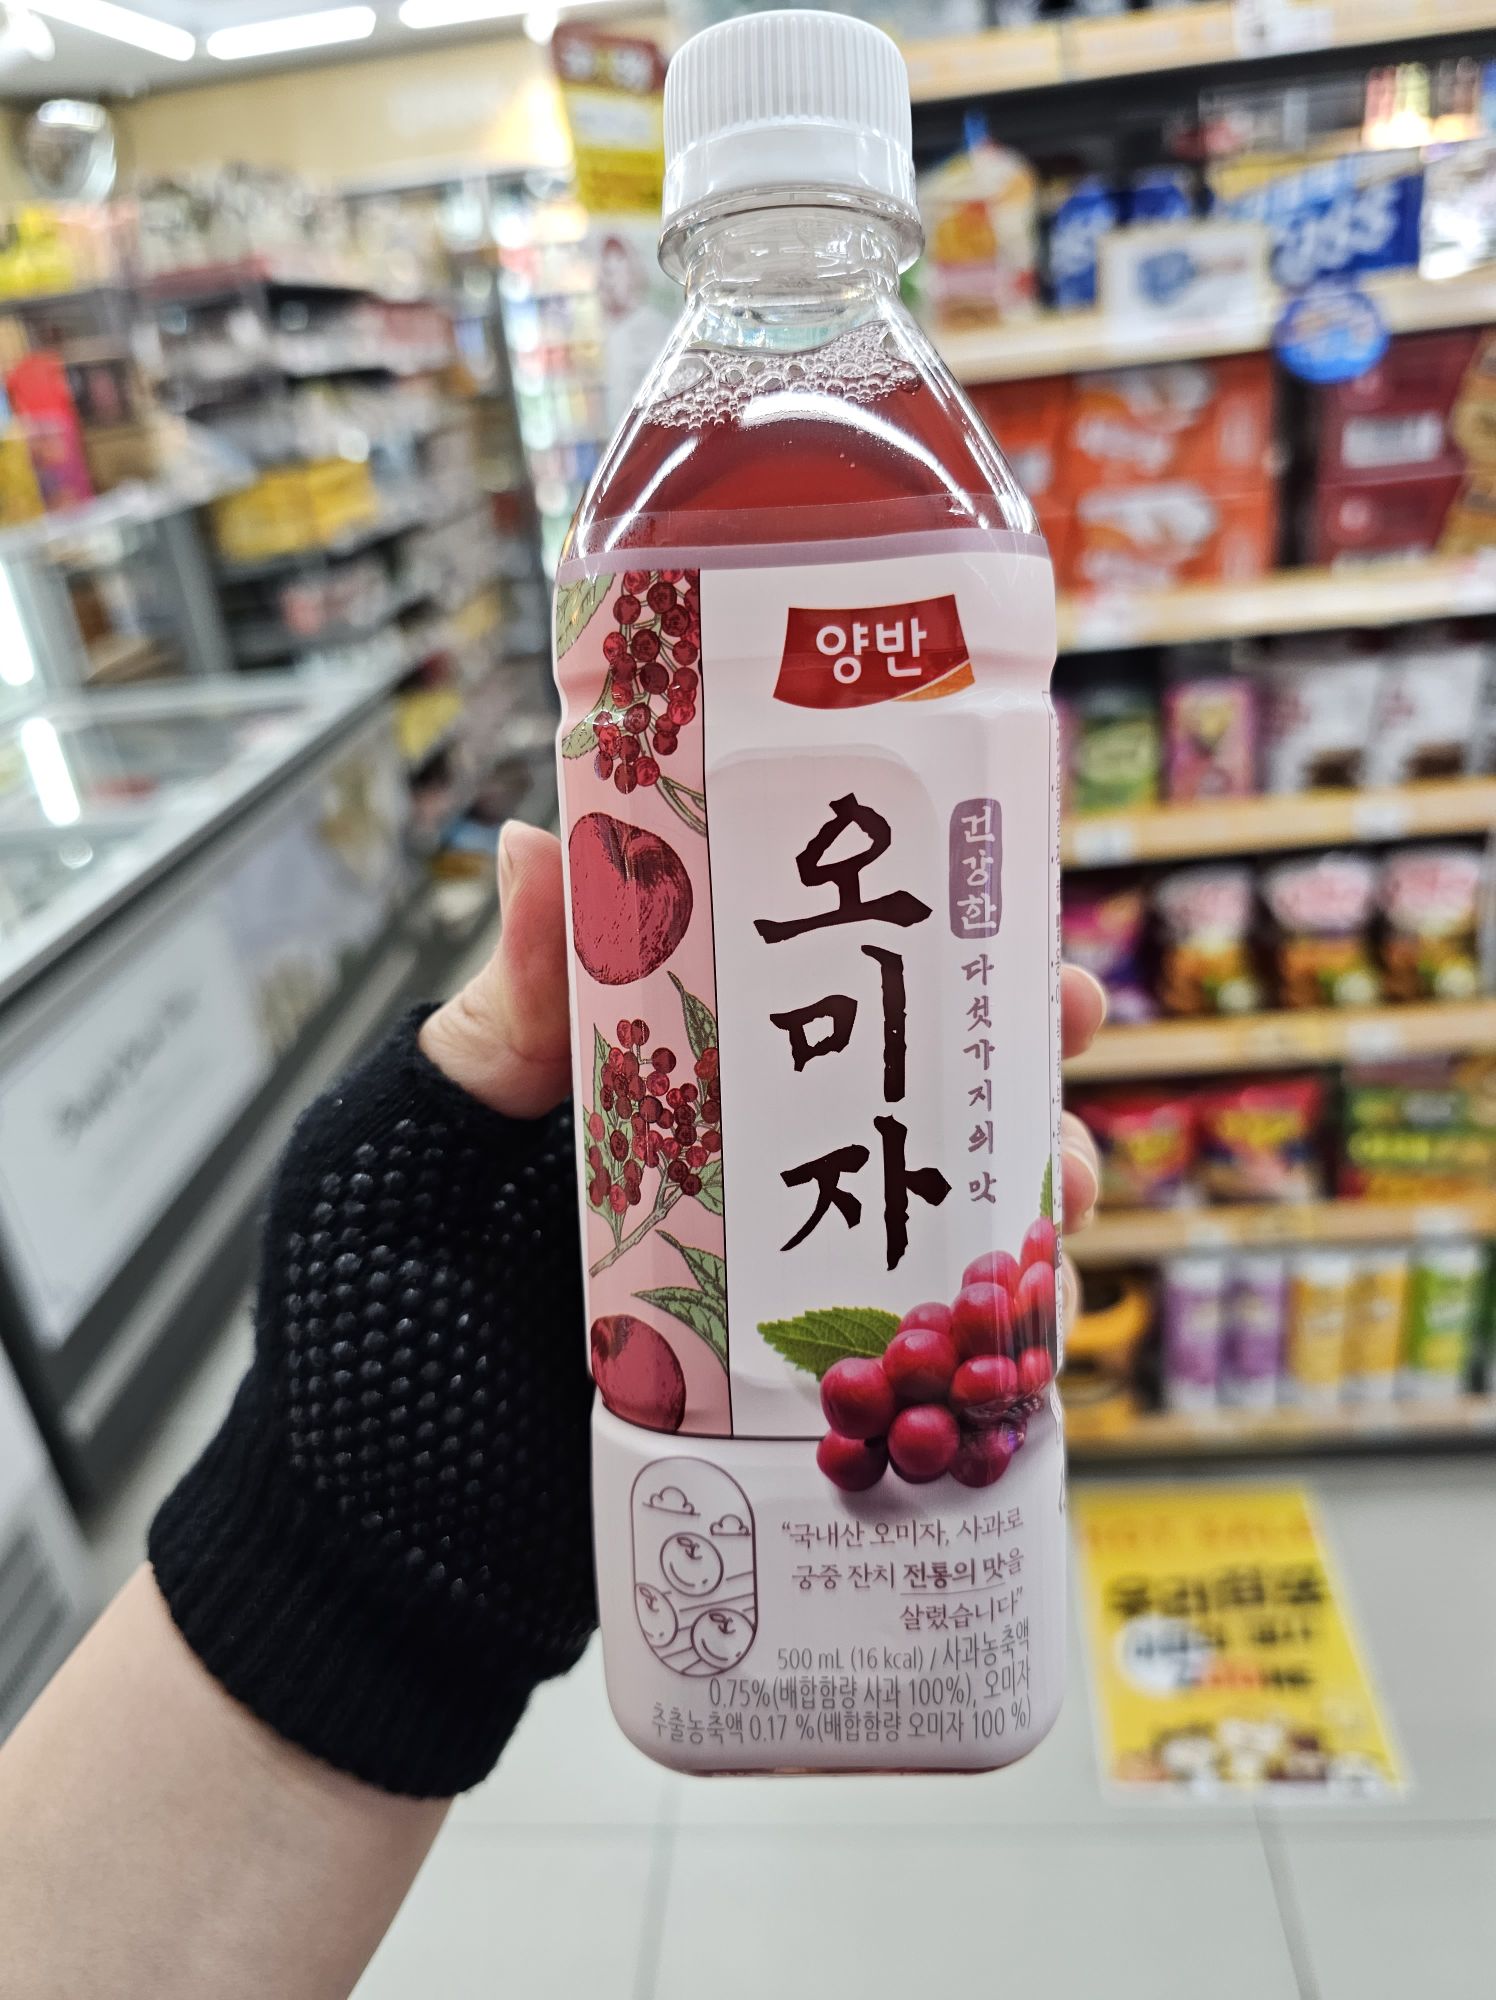 양반
오미자
건강한 다섯가지의 맛
"국내산 오미자, 사과로
궁중 잔치 전통의 맛을
살렸습니다"
500 mL (16 kcal) / 사과농축액
0.75%(배합함량 사과 100%), 오미자
추출농축액 0.17 %(배합함량 오미자 100 %)